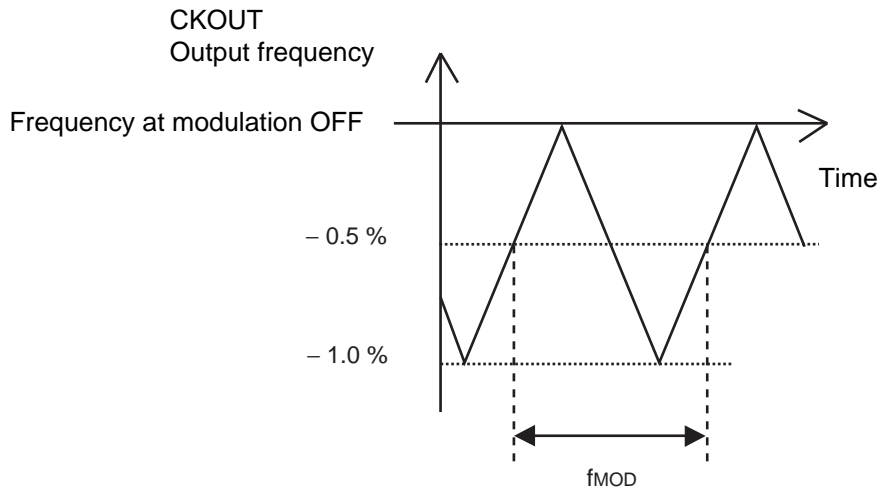 CKOUT
Output frequency
Frequency at modulation OFF
Time
– 0.5 %
– 1.0 %
fMOD